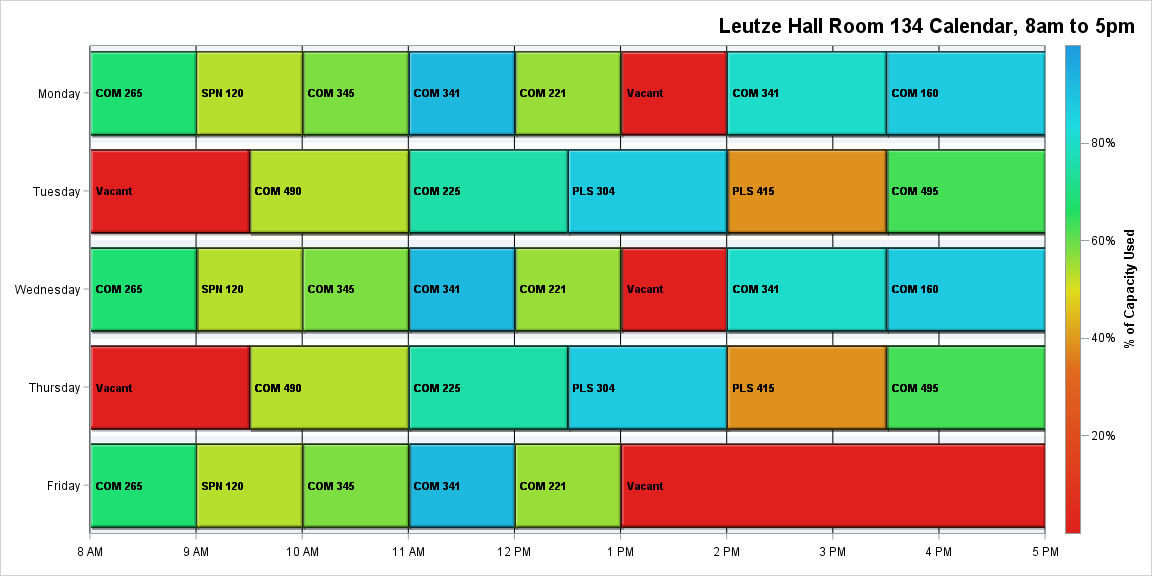 Leutze Hall Room 134 Calendar, 8am to 5pm
Monday
COM 265
SPN 120
COM 345
COM 341
COM 221
Vacant
COM 341
COM 160
Tuesday
Vacant
COM 490
COM 225
PLS 304
PLS 415
COM 495
Wednesday
COM 265
SPN 120
COM 345
COM 341
COM 221
Vacant
COM 341
COM 160
Thursday
Vacant
COM 490
COM 225
PLS 304
PLS 415
COM 495
Friday
COM 265
SPN 120
COM 345
COM 341
COM 221
Vacant
8 AM
9 AM
10 AM
11 AM
12 PM
1 PM
2 PM
3 PM
4 PM
5 PM
80%
60%
40%
20%
% of Capacity Used